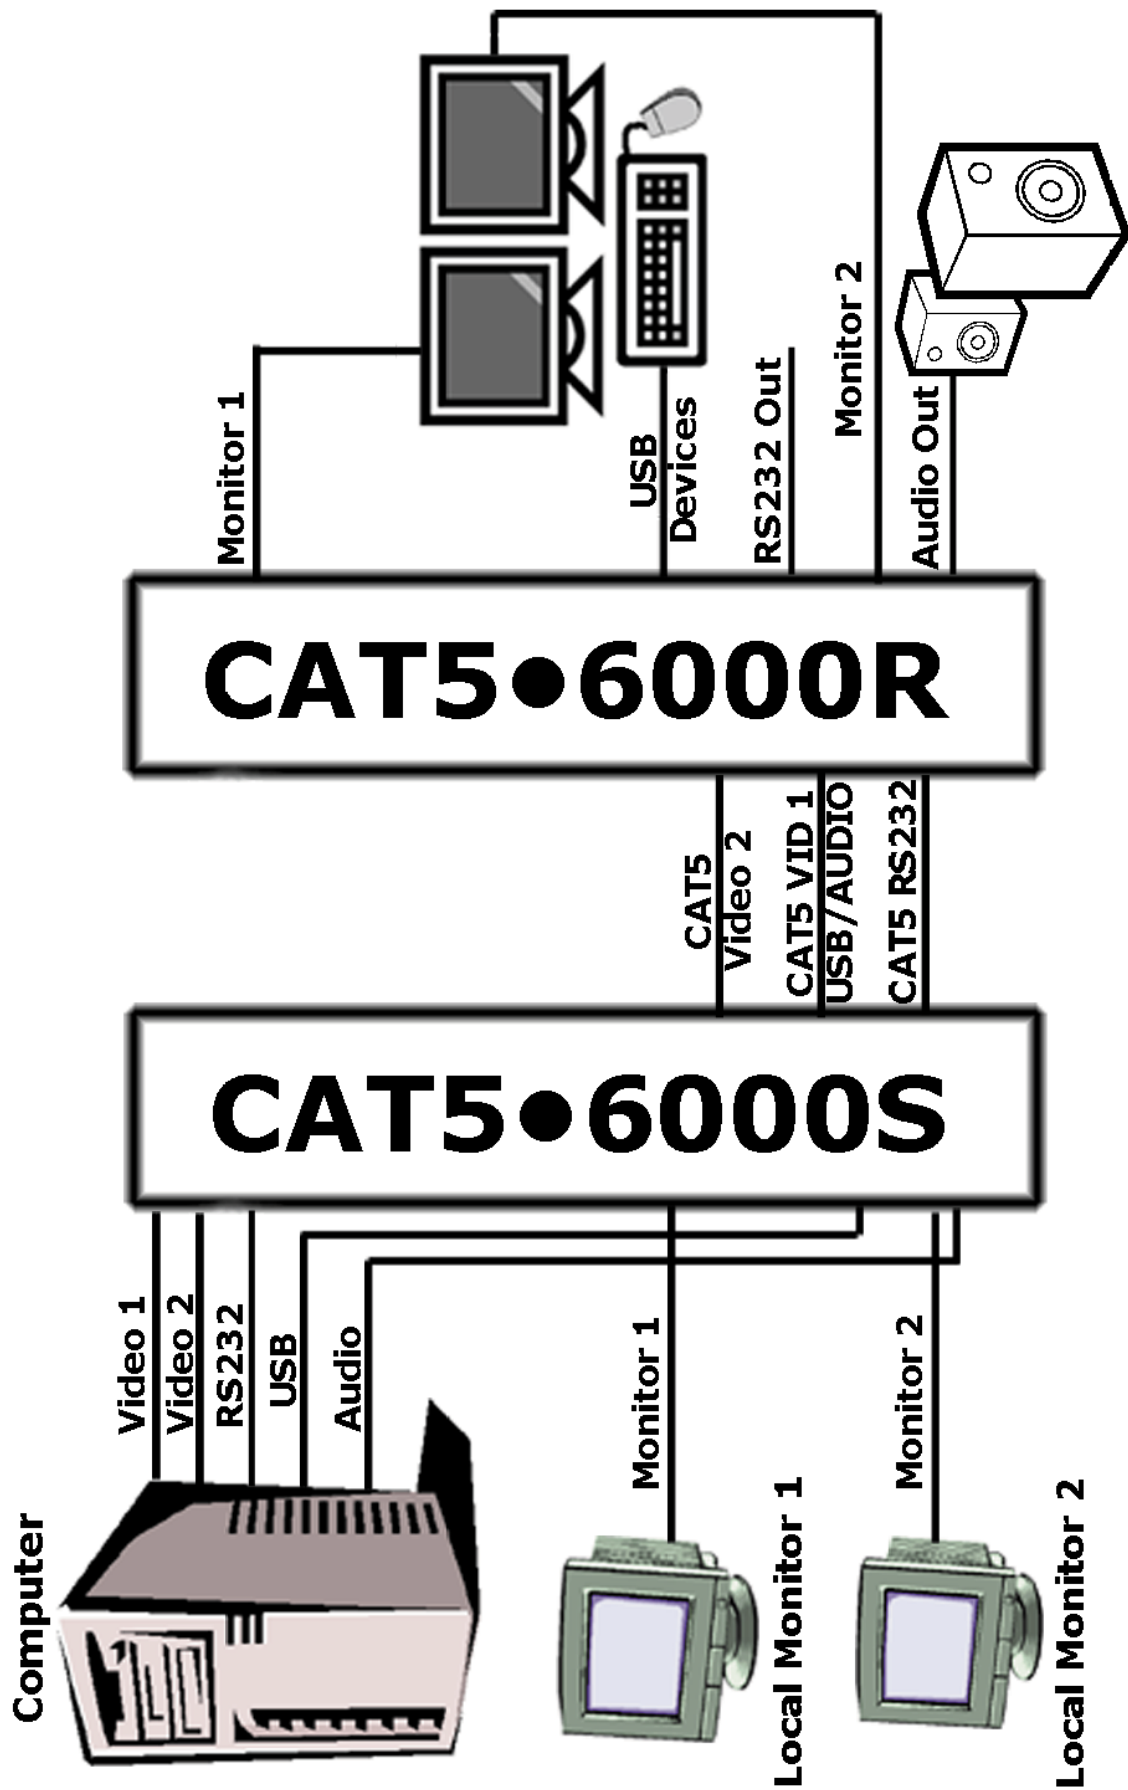 Monitor 1
USB
Devices
RS232 Out
Monitor 2
Audio Out
CAT5•6000R
CAT5
Video 2
CAT5 VID 1
USB/AUDIO
CAT5 RS232
CAT5•6000S
Video 1
Video 2
RS232
USB
Audio
Monitor 1
Monitor 2
Computer
Local Monitor 1
Local Monitor 2